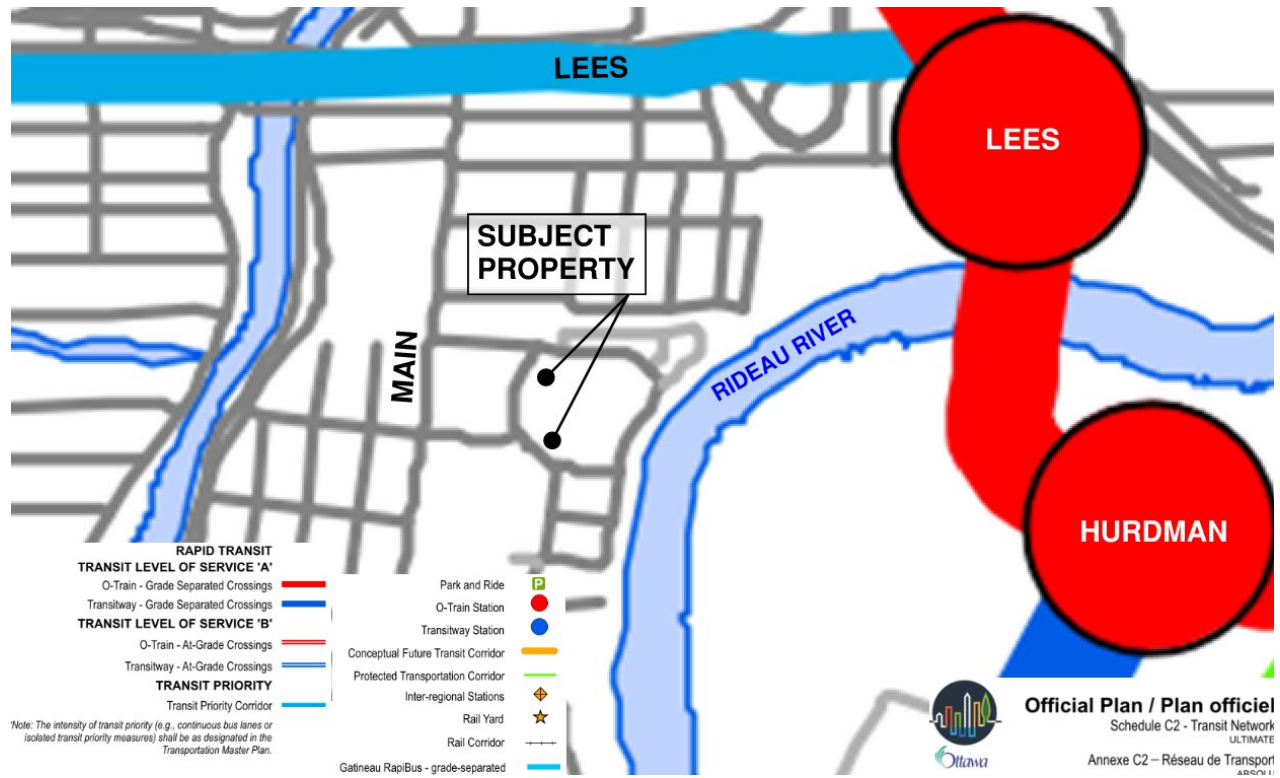 LEES
LEES
SUBJECT
PROPERTY
MAIN
RIDEAU RIVER
HURDMAN
RAPID TRANSIT
TRANSIT LEVEL OF SERVICE 'A'
O-Train - Grade Separated Crossings
Transitway - Grade Separated Crossings
TRANSIT LEVEL OF SERVICE 'B'
O-Train - At-Grade Crossings
Transitway - At-Grade Crossings
TRANSIT PRIORITY
Transit Priority Corridor
*Note: The intensity of transit priority (e.g., continuous bus lanes or
isolated transit priority measures) shall be as designated in the
Transportation Master Plan.
Park and Ride
P
O-Train Station
Transitway Station
Conceptual Future Transit Corridor
Protected Transportation Corridor
Inter-regional Stations
Rail Yard
Rail Corridor
Gatineau RapiBus - grade-separated
Ottawa
Official Plan / Plan officiel
Schedule C2 - Transit Network
ULTIMATE
Annexe C2 – Réseau de Transport
ABSOLU